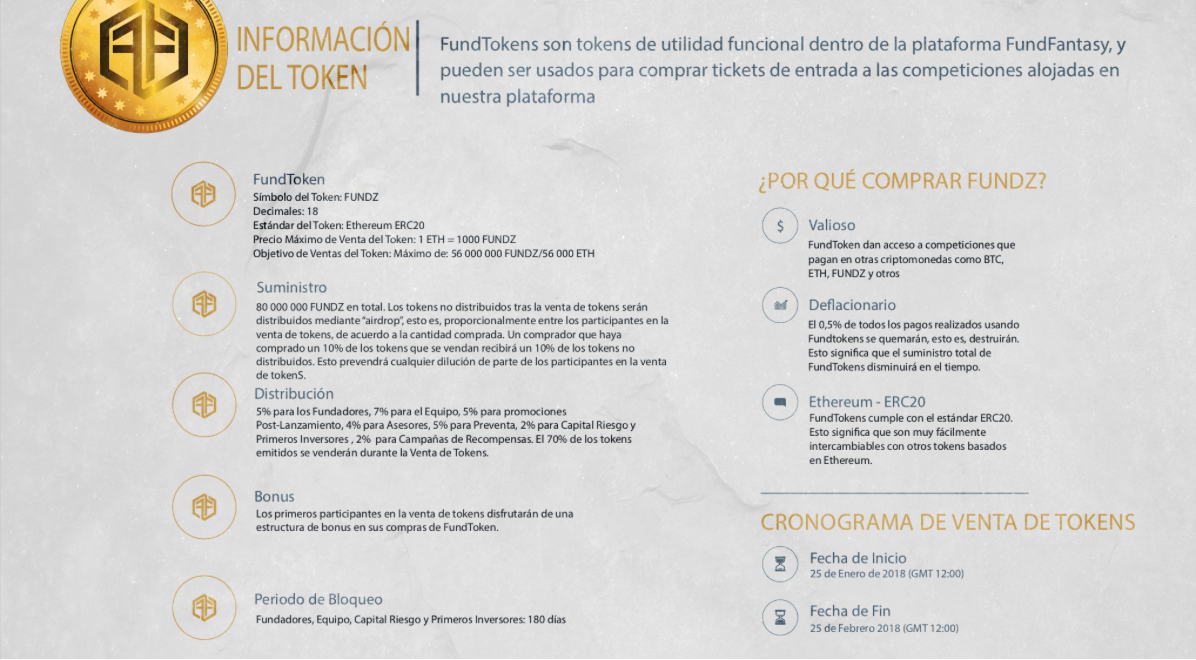 INFORMACIÓN
DEL TOKEN
FundTokens son tokens de utilidad funcional dentro de la plataforma FundFantasy, y
pueden ser usados para comprar tickets de entrada a las competiciones alojadas en
nuestra plataforma
FundToken
Símbolo del Token: FUNDZ
Decimales: 18
Estándar del Token: Ethereum ERC20
Precio Máximo de Venta del Token: 1 ETH = 1000 FUNDZ
Objetivo de Ventas del Token: Máximo de: 56 000 000 FUNDZ/56 000 ETH
Suministro
80 000 000 FUNDZ en total. Los tokens no distribuidos tras la venta de tokens serán
distribuidos mediante “airdrop”, esto es, proporcionalmente entre los participantes en la
venta de tokens, de acuerdo a la cantidad comprada. Un comprador que haya
comprado un 10% de los tokens que se vendan recibirá un 10% de los tokens no
distribuidos. Esto prevendrá cualquier dilución de parte de los participantes en la venta
de tokenS.
Distribución
5% para los Fundadores, 7% para el Equipo, 5% para promociones
Post-Lanzamiento, 4% para Asesores, 5% para Preventa, 2% para Capital Riesgo y
Primeros Inversores , 2% para Campañas de Recompensas. El 70% de los tokens
emitidos se venderán durante la Venta de Tokens.
Bonus
Los primeros participantes en la venta de tokens disfrutarán de una
estructura de bonus en sus compras de FundToken.
Periodo de Bloqueo
Fundadores, Equipo, Capital Riesgo y Primeros Inversores: 180 días
¿POR QUÉ COMPRAR FUNDZ?
$
Valioso
FundToken dan acceso a competiciones que
pagan en otras criptomonedas como BTC,
ETH, FUNDZ y otros
Deflacionario
El 0,5% de todos los pagos realizados usando
Fundtokens se quemarán, esto es, destruirán.
Esto significa que el suministro total de
FundTokens disminuirá en el tiempo.
Ethereum - ERC20
FundTokens cumple con el estándar ERC20.
Esto significa que son muy fácilmente
intercambiables con otros tokens basados
en Ethereum.
CRONOGRAMA DE VENTA DE TOKENS
Fecha de Inicio
25 de Enero de 2018 (GMT 12:00)
Fecha de Fin
25 de Febrero 2018 (GMT 12:00)